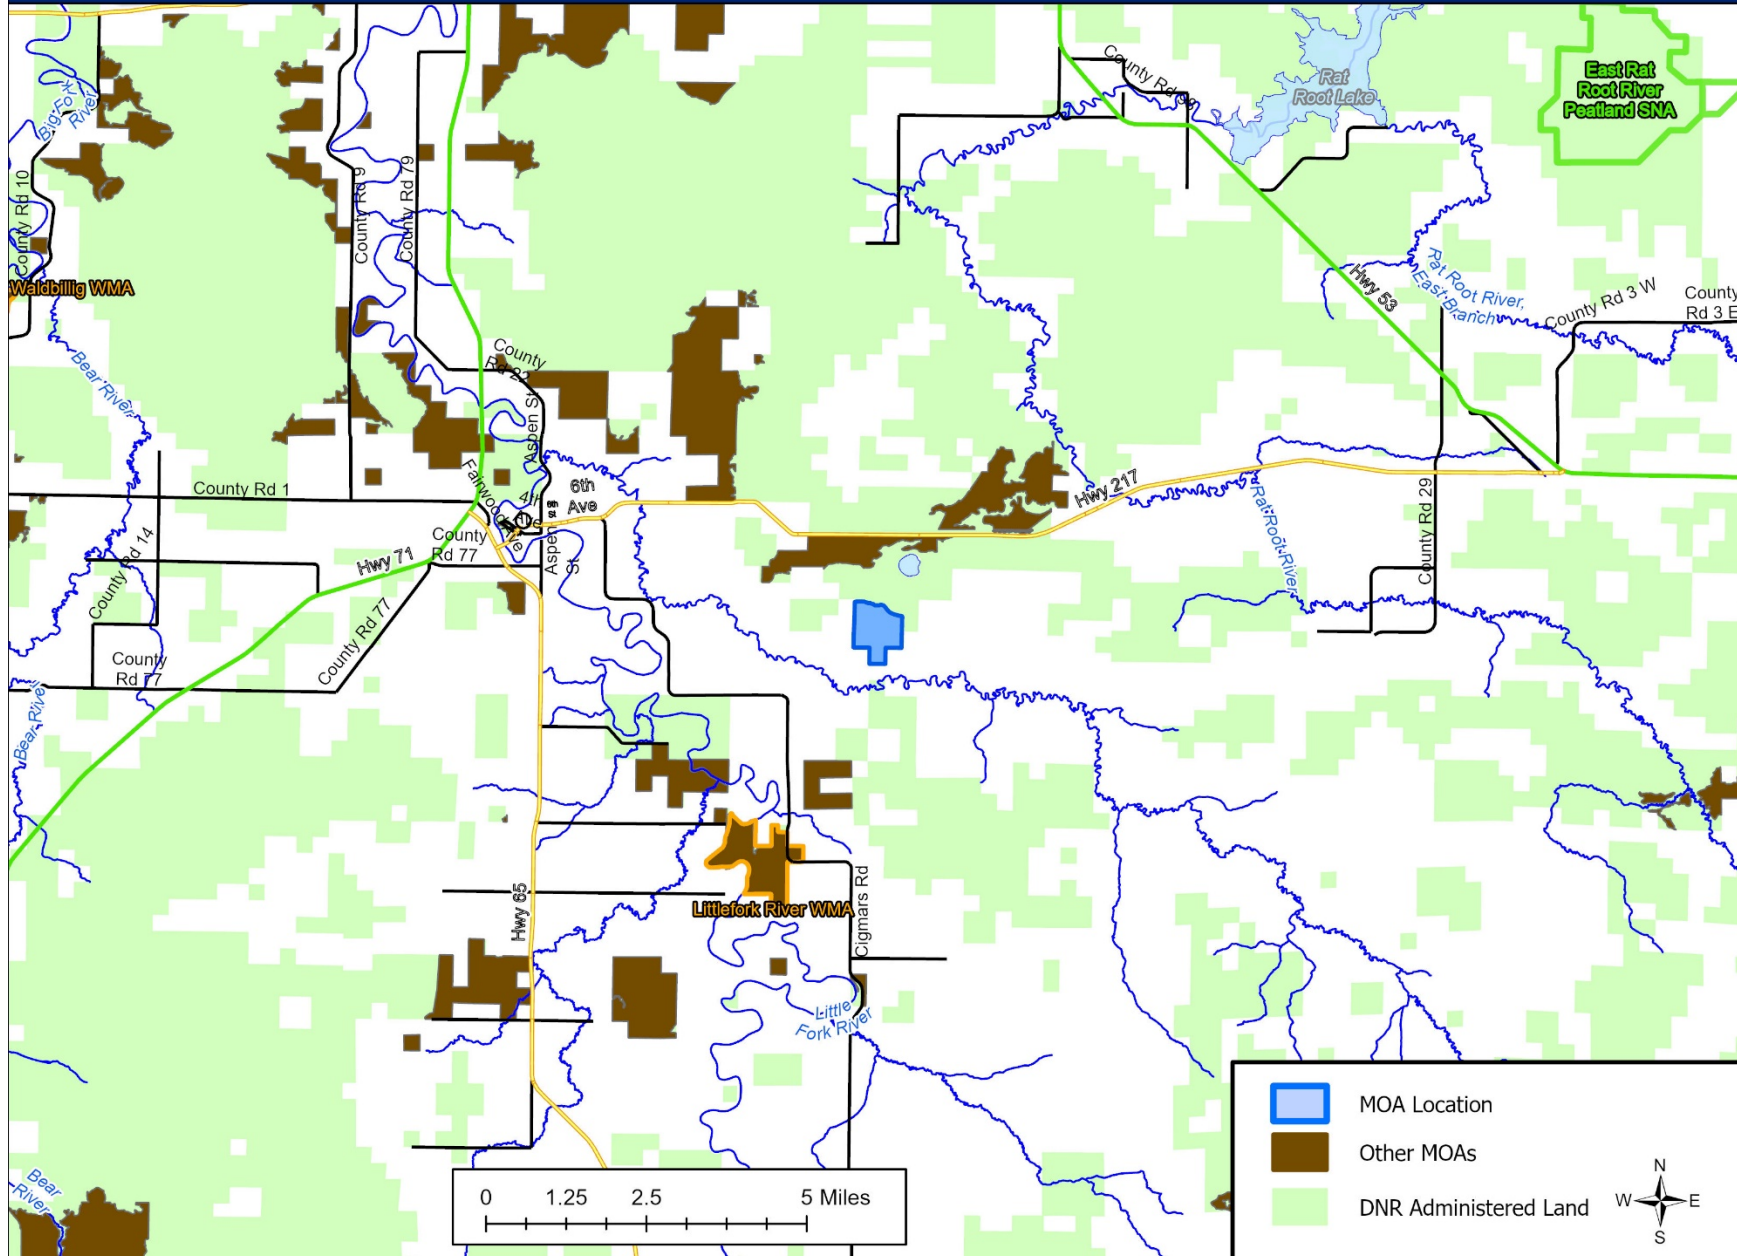 County Rd 98
Rat
Root Lake
East Rat
Root River
Peatland SNA
Big Fork
River
County Rd 10
County Rd 9
County Rd 79
Waldbillig WMA
Rat Root River,
East Branch
Hwy 53
County Rd 3 W
County
Rd 3 E
Bear River
County
Rd 22
Aspen St
Fairwood Ave
4th
Ave
6th
Ave
County Rd 1
Hwy 217
Rat Root River
County Rd 29
County Rd 14
Hwy 71
County
Rd 77
Aspen
St
County Rd 77
County
Rd 77
Bear River
Littlefork River WMA
Hwy 65
Cigmars Rd
Little
Fork River
Bear
River
0 1.25 2.5 5 Miles
MOA Location
Other MOAs
DNR Administered Land
N
W E
S